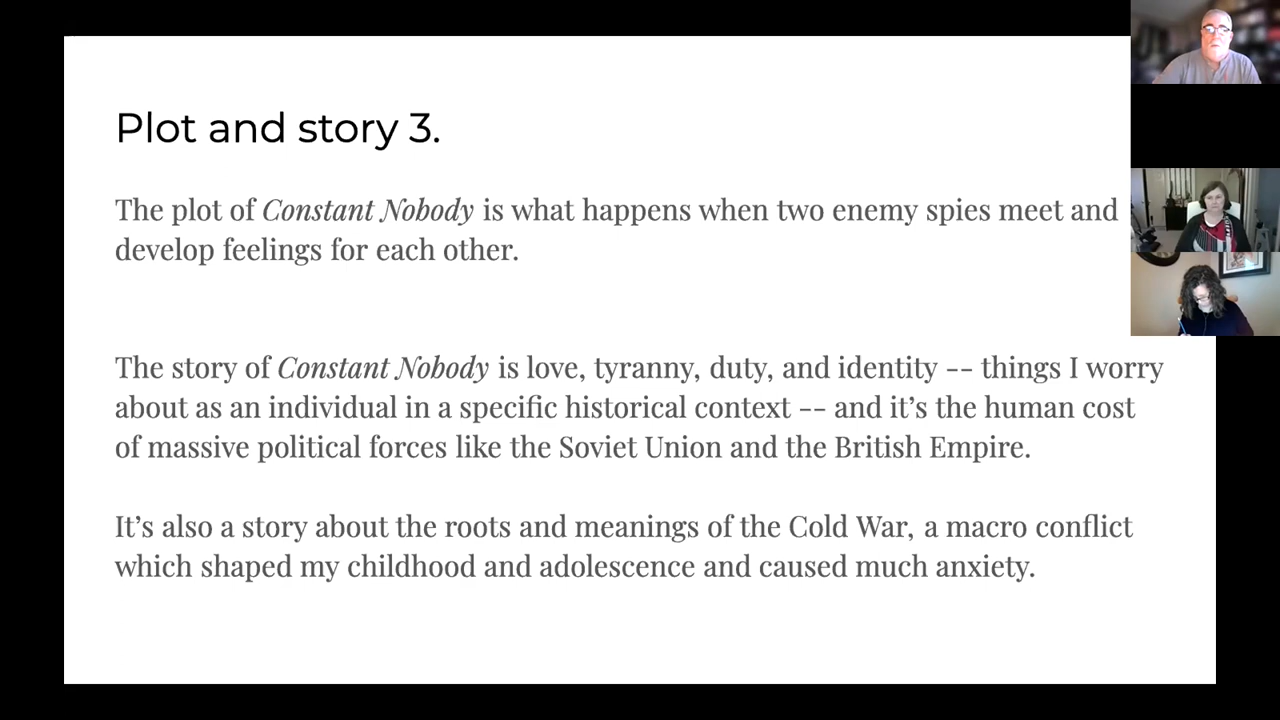 Plot and story 3.
The plot of Constant Nobody is what happens when two enemy spies meet and
develop feelings for each other.
The story of Constant Nobody is love, tyranny, duty, and identity -- things I worry
about as an individual in a specific historical context -- and it’s the human cost
of massive political forces like the Soviet Union and the British Empire.
It’s also a story about the roots and meanings of the Cold War, a macro conflict
which shaped my childhood and adolescence and caused much anxiety.